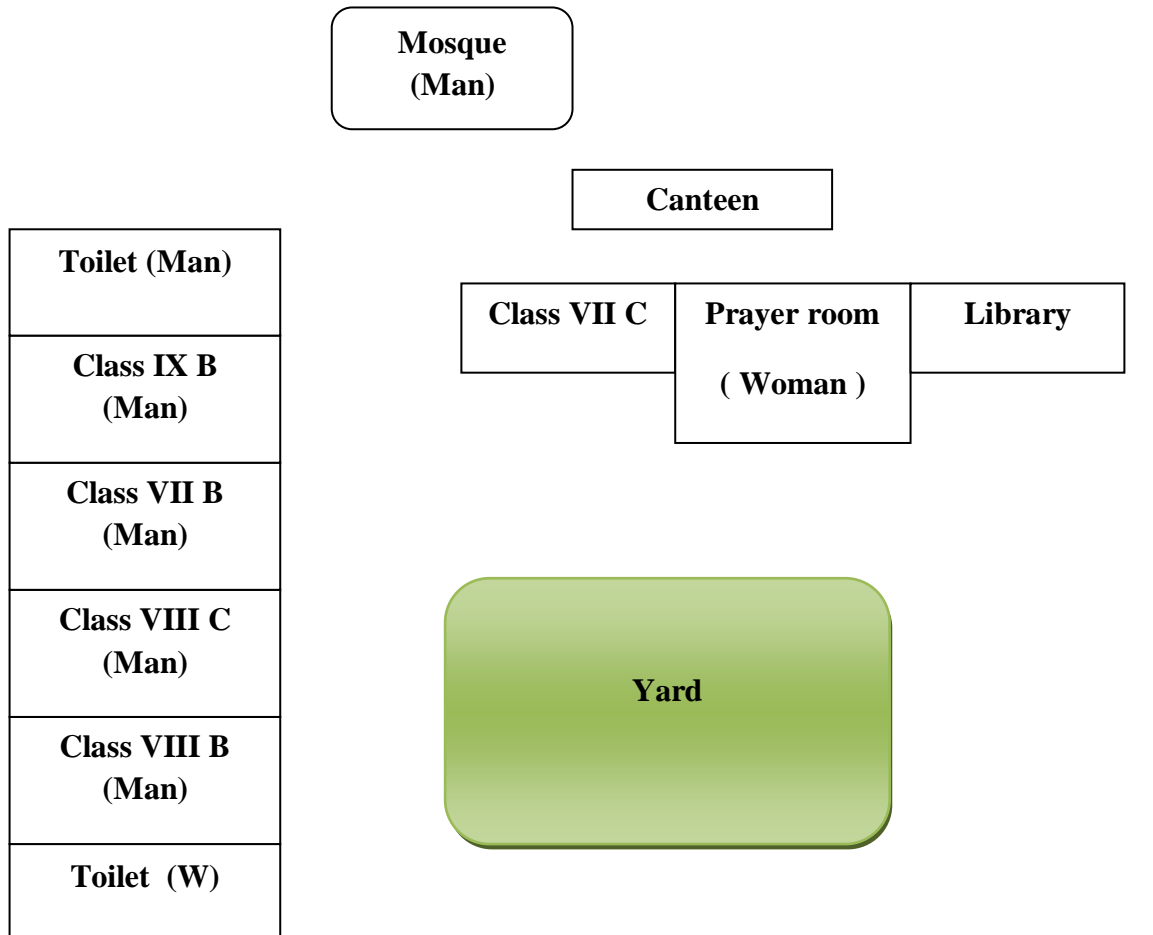 Mosque
(Man)
Canteen
Toilet (Man)
Class VII C
Prayer room
( Woman )
Library
Class IX B
(Man)
Class VII B
(Man)
Class VIII C
(Man)
Yard
Class VIII B
(Man)
Toilet (W)